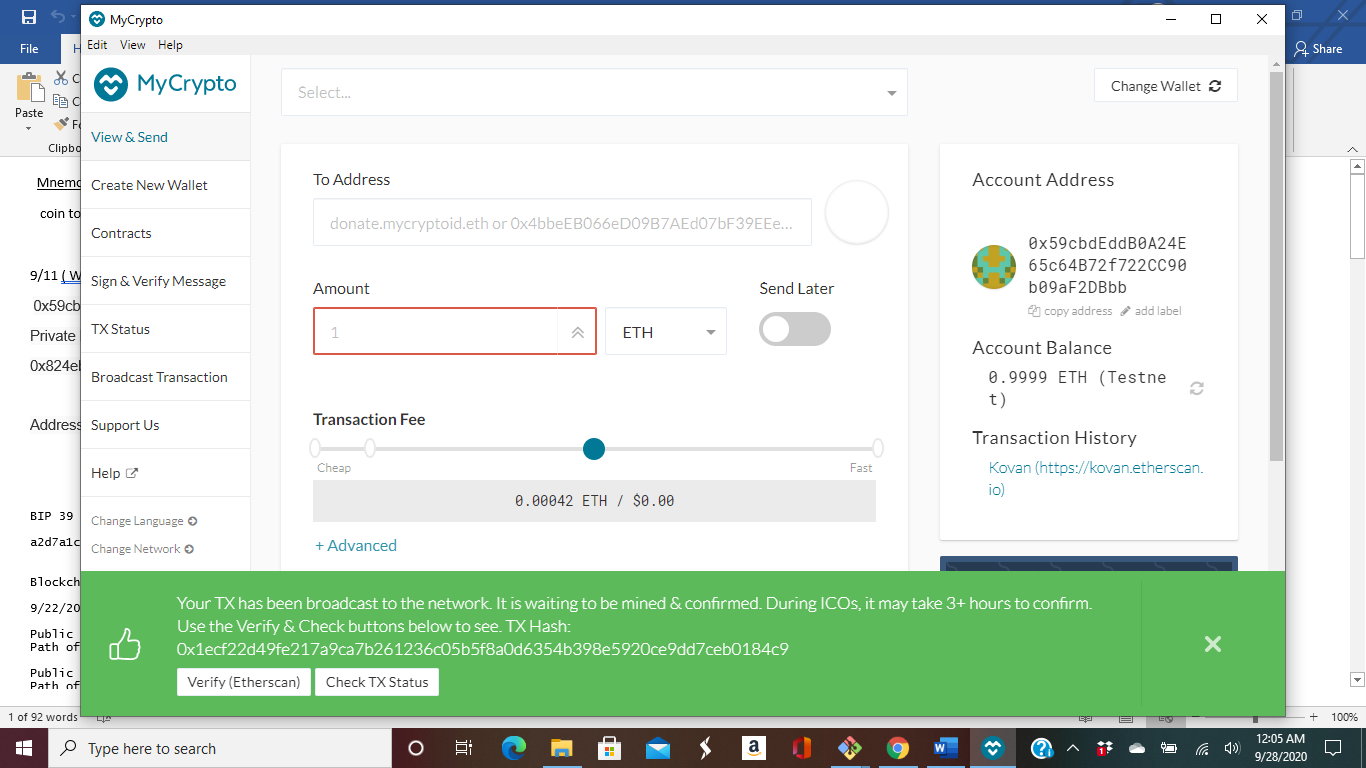 MyCrypto
File
Edit View Help
Share
MyCrypto
Select...
Change Wallet
Paste
Clipbo
View & Send
Create New Wallet
Contracts
Sign & Verify Message
TX Status
Broadcast Transaction
Support Us
Help
Change Language
Change Network
Mnemo
coin to
9/11 ( W
0x59cb
Private
0x824e
Address
BIP 39
a2d7a1c
Blockch
9/22/20
Public
Path of
Public
Path of
To Address
donate.mycryptoid.eth or 0x4bbeEB066eD09B7AEd07bF39EEe...
Amount
Send Later
1
ETH
Transaction Fee
Cheap
Fast
0.00042 ETH / $0.00
+ Advanced
Account Address
0x59cbdEddB0A24E
65c64B72f722CC90
b09aF2DBbb
copy address add label
Account Balance
0.9999 ETH (Testne
t)
Transaction History
Kovan (https://kovan.etherscan.
io)
Your TX has been broadcast to the network. It is waiting to be mined & confirmed. During ICOs, it may take 3+ hours to confirm.
Use the Verify & Check buttons below to see. TX Hash:
0x1ecf22d49fe217a9ca7b261236c05b5f8a0d6354b398e5920ce9dd7ceb0184c9
Verify (Etherscan) Check TX Status
1 of 92 words
100%
Type here to search
12:05 AM
9/28/2020